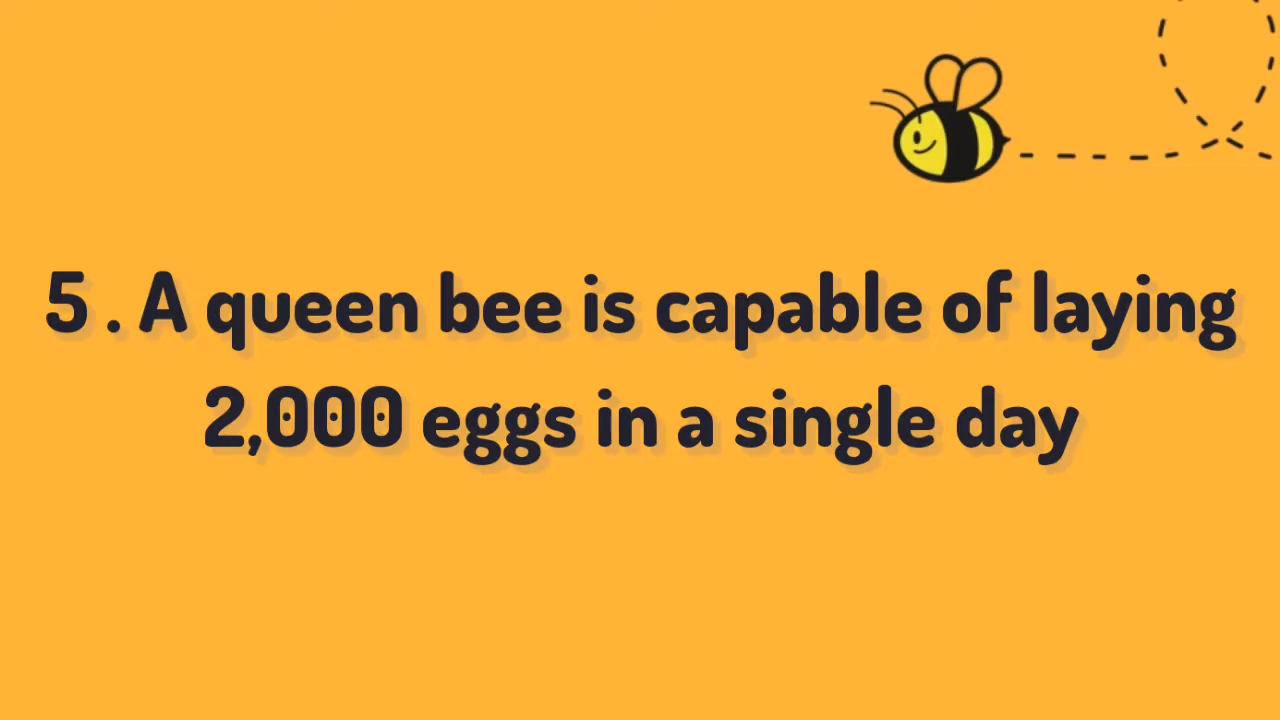 5 . A queen bee is capable of laying
2,000 eggs in a single day